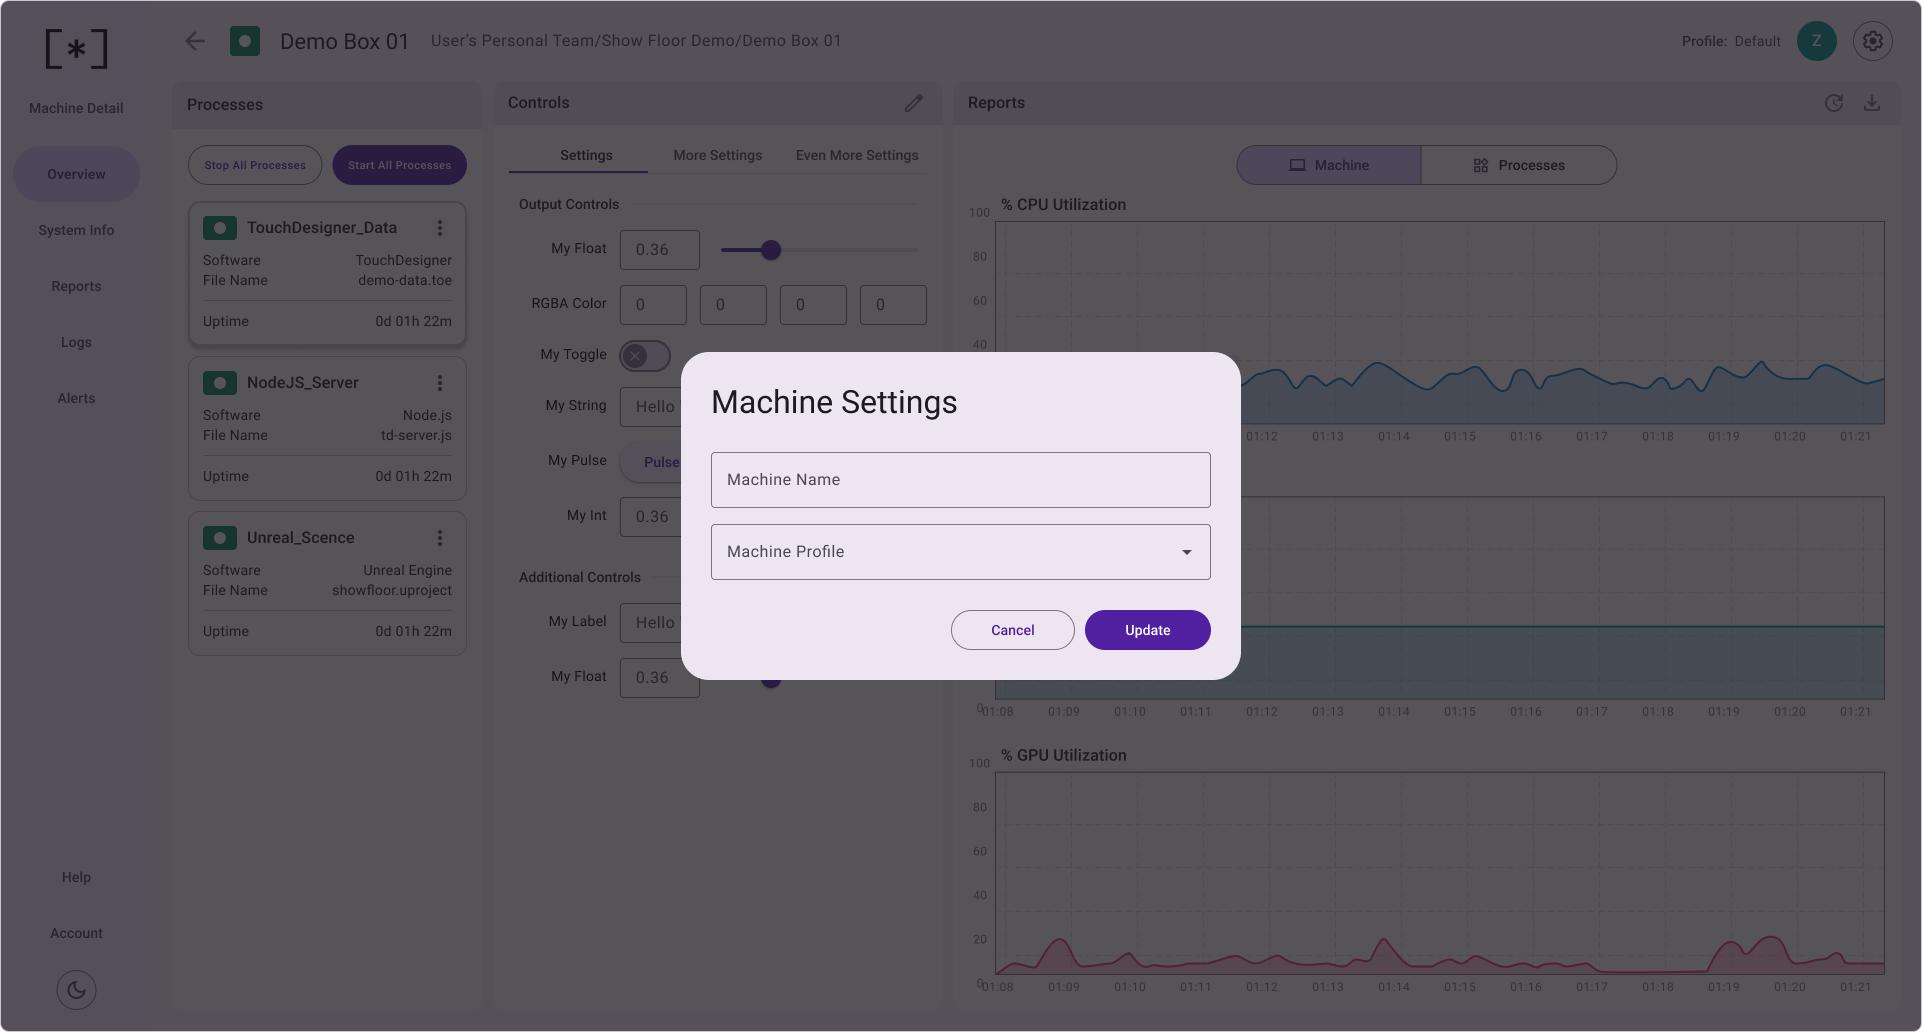 [*]
Machine Detail
Overview
System Info
Reports
Logs
Alerts
Help
Account
Demo Box 01
User's Personal Team/Show Floor Demo/Demo Box 01
Profile: Default
Z
Processes
Stop All Processes
Start All Processes
TouchDesigner_Data
Software TouchDesigner
File Name demo-data.toe
Uptime 0d 01h 22m
NodeJS_Server
Software Node.js
File Name td-server.js
Uptime 0d 01h 22m
Unreal_Scence
Software Unreal Engine
File Name showfloor.uproject
Uptime 0d 01h 22m
Controls
Settings More Settings Even More Settings
Output Controls
My Float 0.36
RGBA Color 0 0 0 0
My Toggle
My String Hello
My Pulse Pulse
My Int 0.36
Additional Controls
My Label Hello
My Float 0.36
Machine Settings
Machine Name
Machine Profile
Cancel Update
Reports
Machine Processes
% CPU Utilization
100
80
60
40
01:12 01:13 01:14 01:15 01:16 01:17 01:18 01:19 01:20 01:21
0
01:08 01:09 01:10 01:11 01:12 01:13 01:14 01:15 01:16 01:17 01:18 01:19 01:20 01:21
% GPU Utilization
100
80
60
40
20
0
01:08 01:09 01:10 01:11 01:12 01:13 01:14 01:15 01:16 01:17 01:18 01:19 01:20 01:21